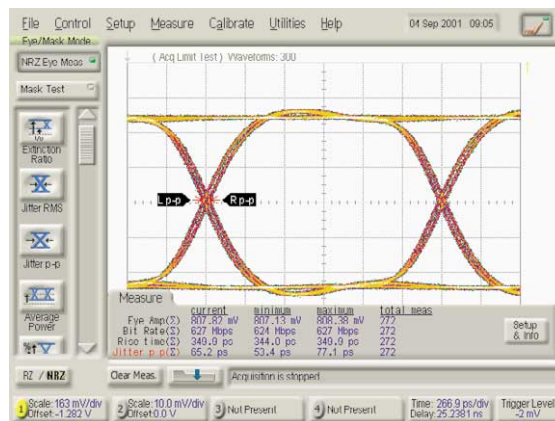 File Control Setup Measure Calibrate Utilities Help 04 Sep 2001 09:05
Eye/Mask Mode
NRZ Eye Meas
( Acq Limit Test ) Waveforms: 300
Mask Test
Extinction
Ratio
Jitter RMS
L p-p
R p-p
Jitter p-p
Average
Power
Measure
current minimum maximum total meas
Eye Amp(Σ) 807.82 mV 807.13 mV 808.38 mV 272
Bit Rate(Σ) 627 Mbps 624 Mbps 627 Mbps 272
Rise time(Σ) 349.9 ps 344.0 ps 349.9 ps 272
Jitter p p(Σ) 65.2 ps 53.4 ps 77.1 ps 272
Setup
& Info
RZ / NRZ
Clear Meas
Acquisition is stopped
1 Scale: 163 mV/div
Offset: -1.282 V
2 Scale: 10.0 mV/div
Offset: 0.0 V
3 Not Present
4 Not Present
Time: 266.9 ps/div
Delay: 25.2381 ns
Trigger Level
-2 mV